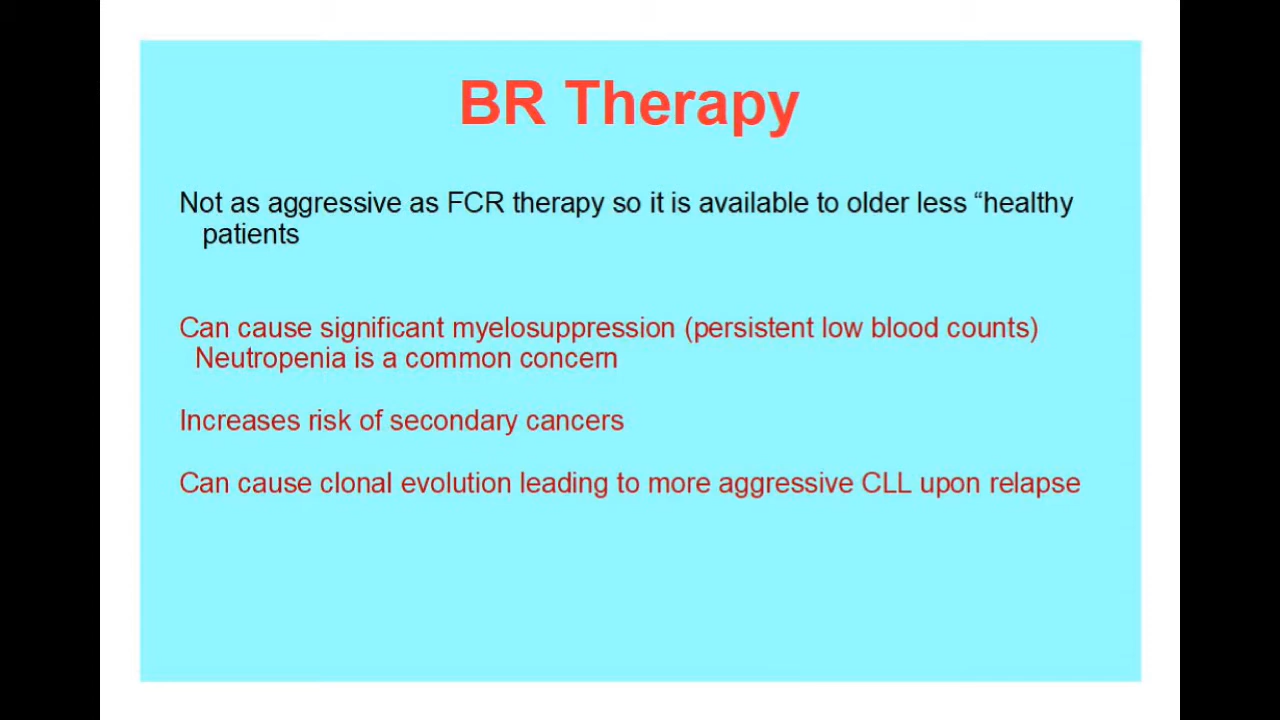 BR Therapy
Not as aggressive as FCR therapy so it is available to older less “healthy
patients
Can cause significant myelosuppression (persistent low blood counts)
Neutropenia is a common concern
Increases risk of secondary cancers
Can cause clonal evolution leading to more aggressive CLL upon relapse